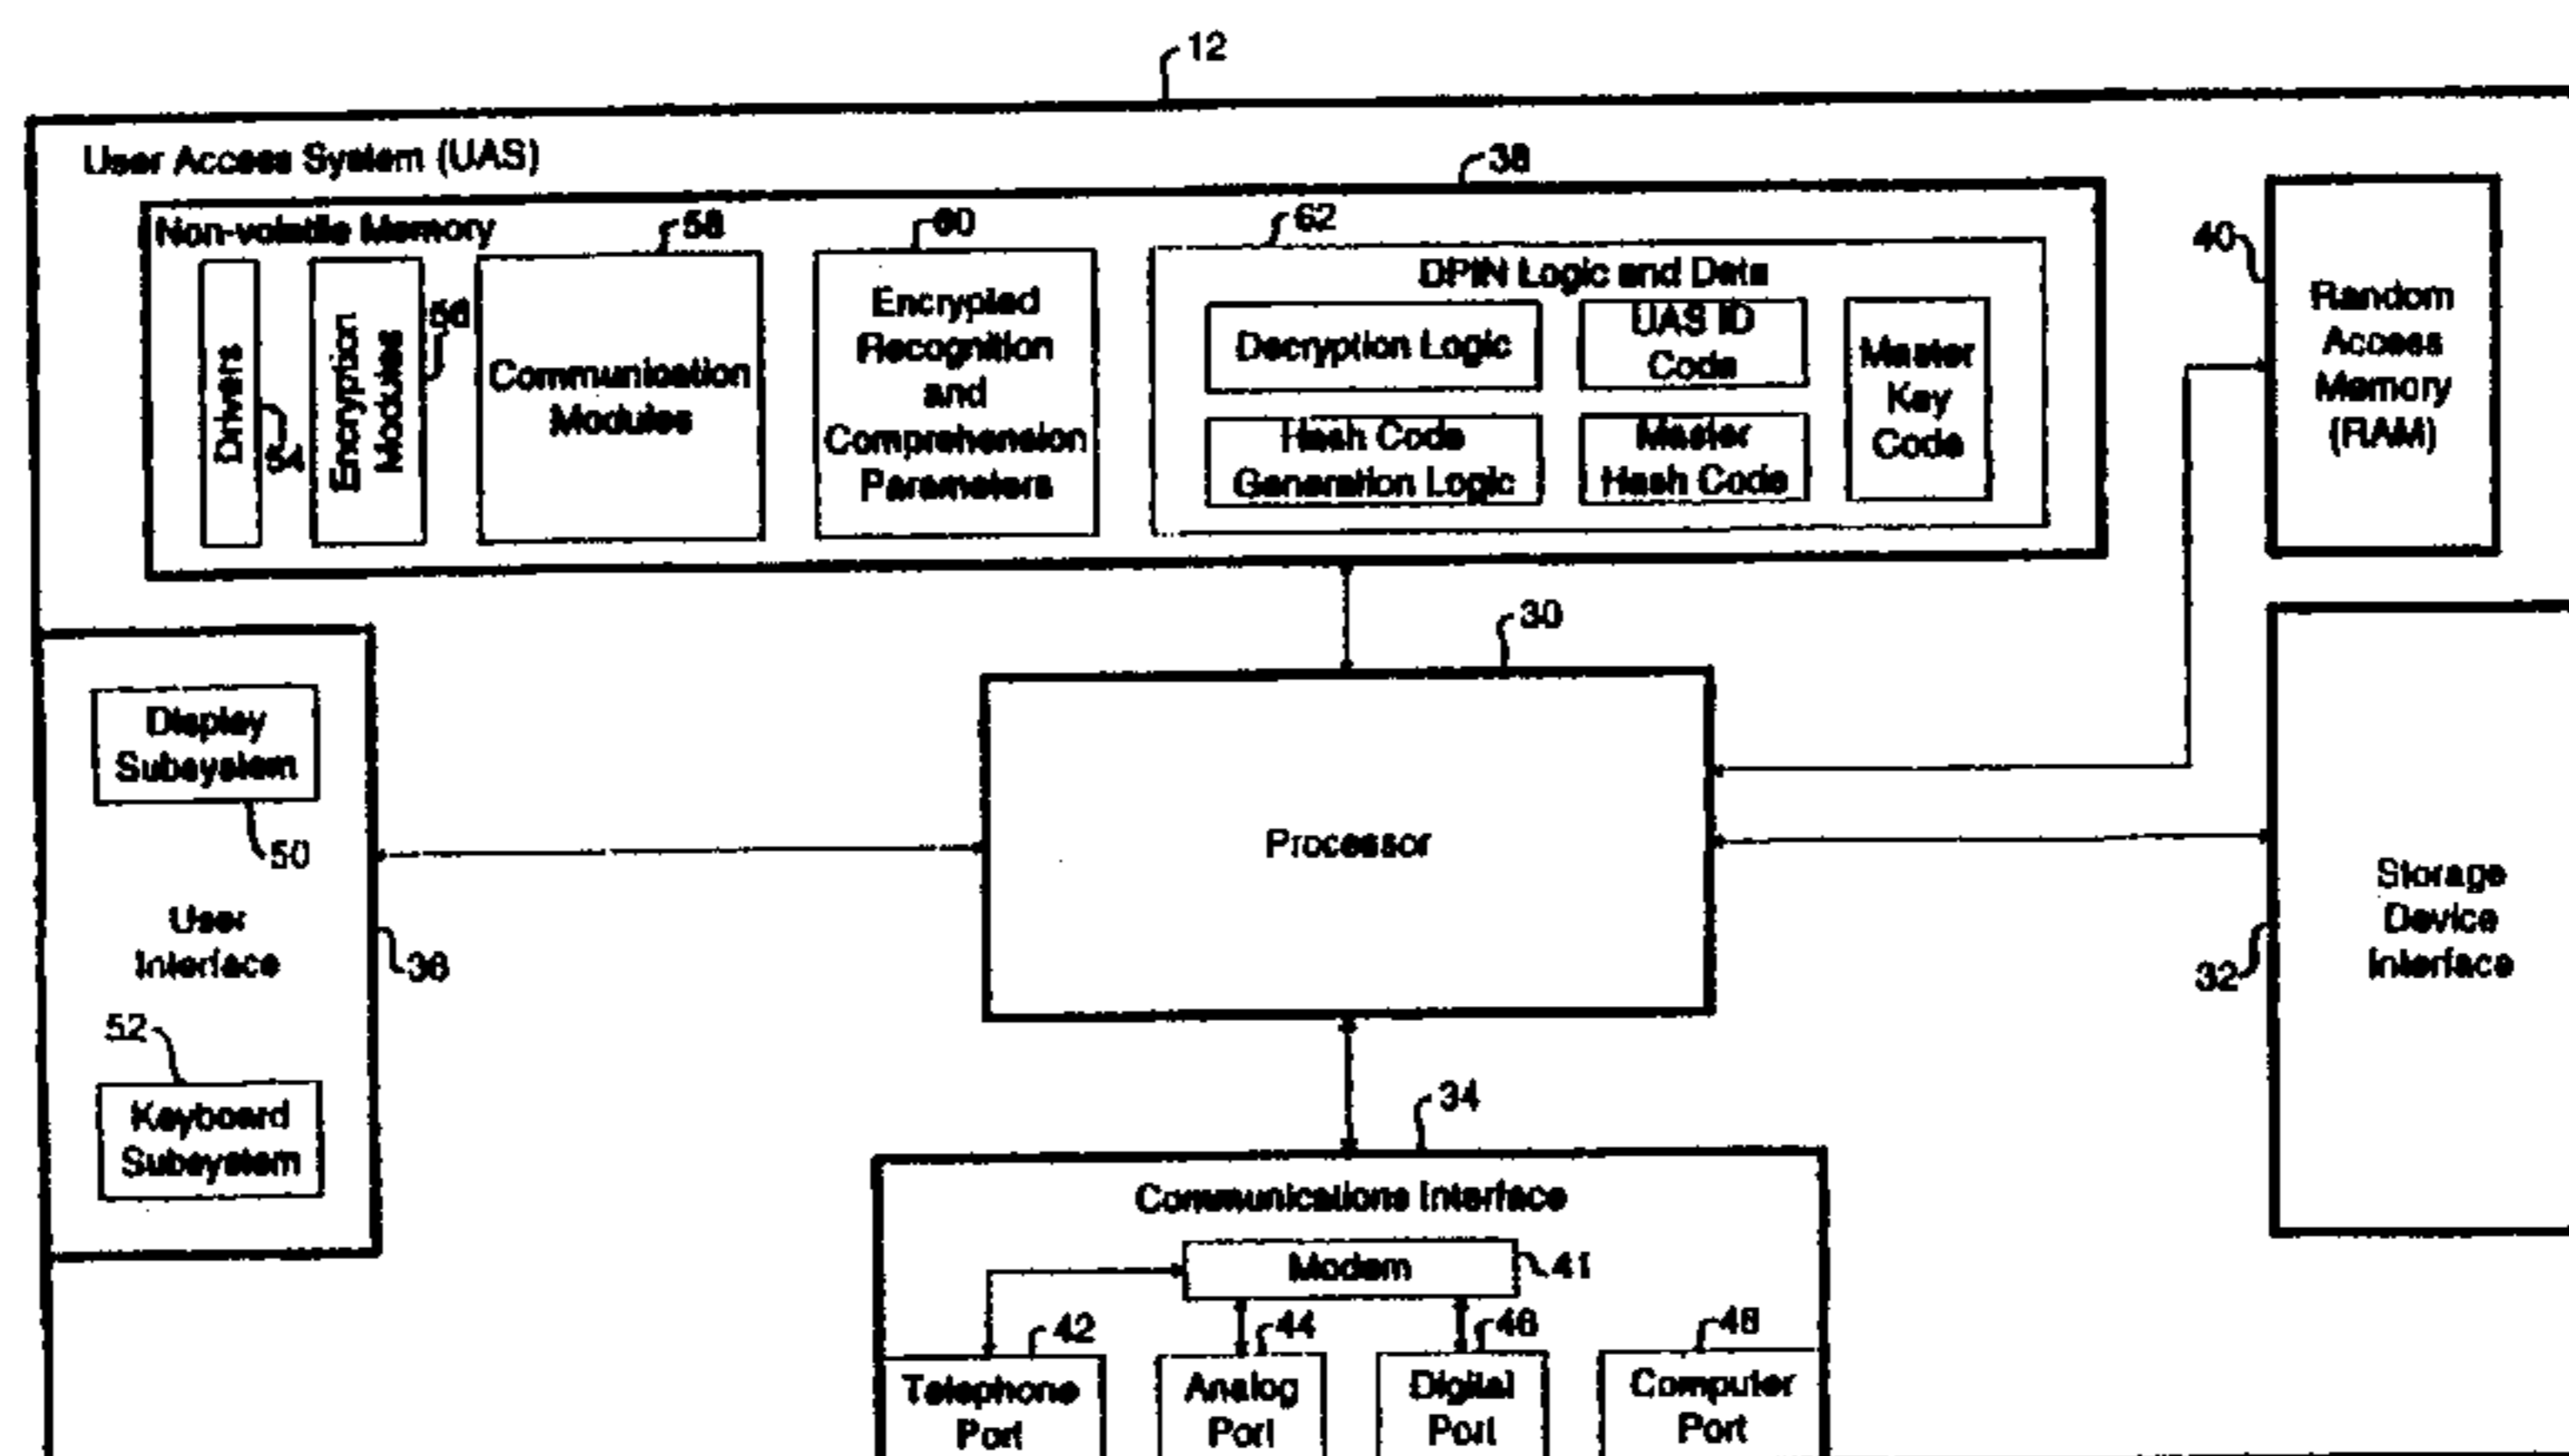 12
User Access System (UAS)
38
Non-volatile Memory
Drivers
54
Encryption
Modules
56
58
Communication
Modules
60
Encrypted
Recognition
and
Comprehension
Parameters
62
DPIN Logic and Data
Decryption Logic
UAS ID
Code
Master
Key
Code
Hash Code
Generation Logic
Master
Hash Code
40
Random
Access
Memory
(RAM)
30
Processor
Display
Subsystem
50
User
Interface
36
52
Keyboard
Subsystem
Storage
Device
Interface
32
34
Communications Interface
Modem
41
42
Telephone
Port
44
Analog
Port
46
Digital
Port
48
Computer
Port